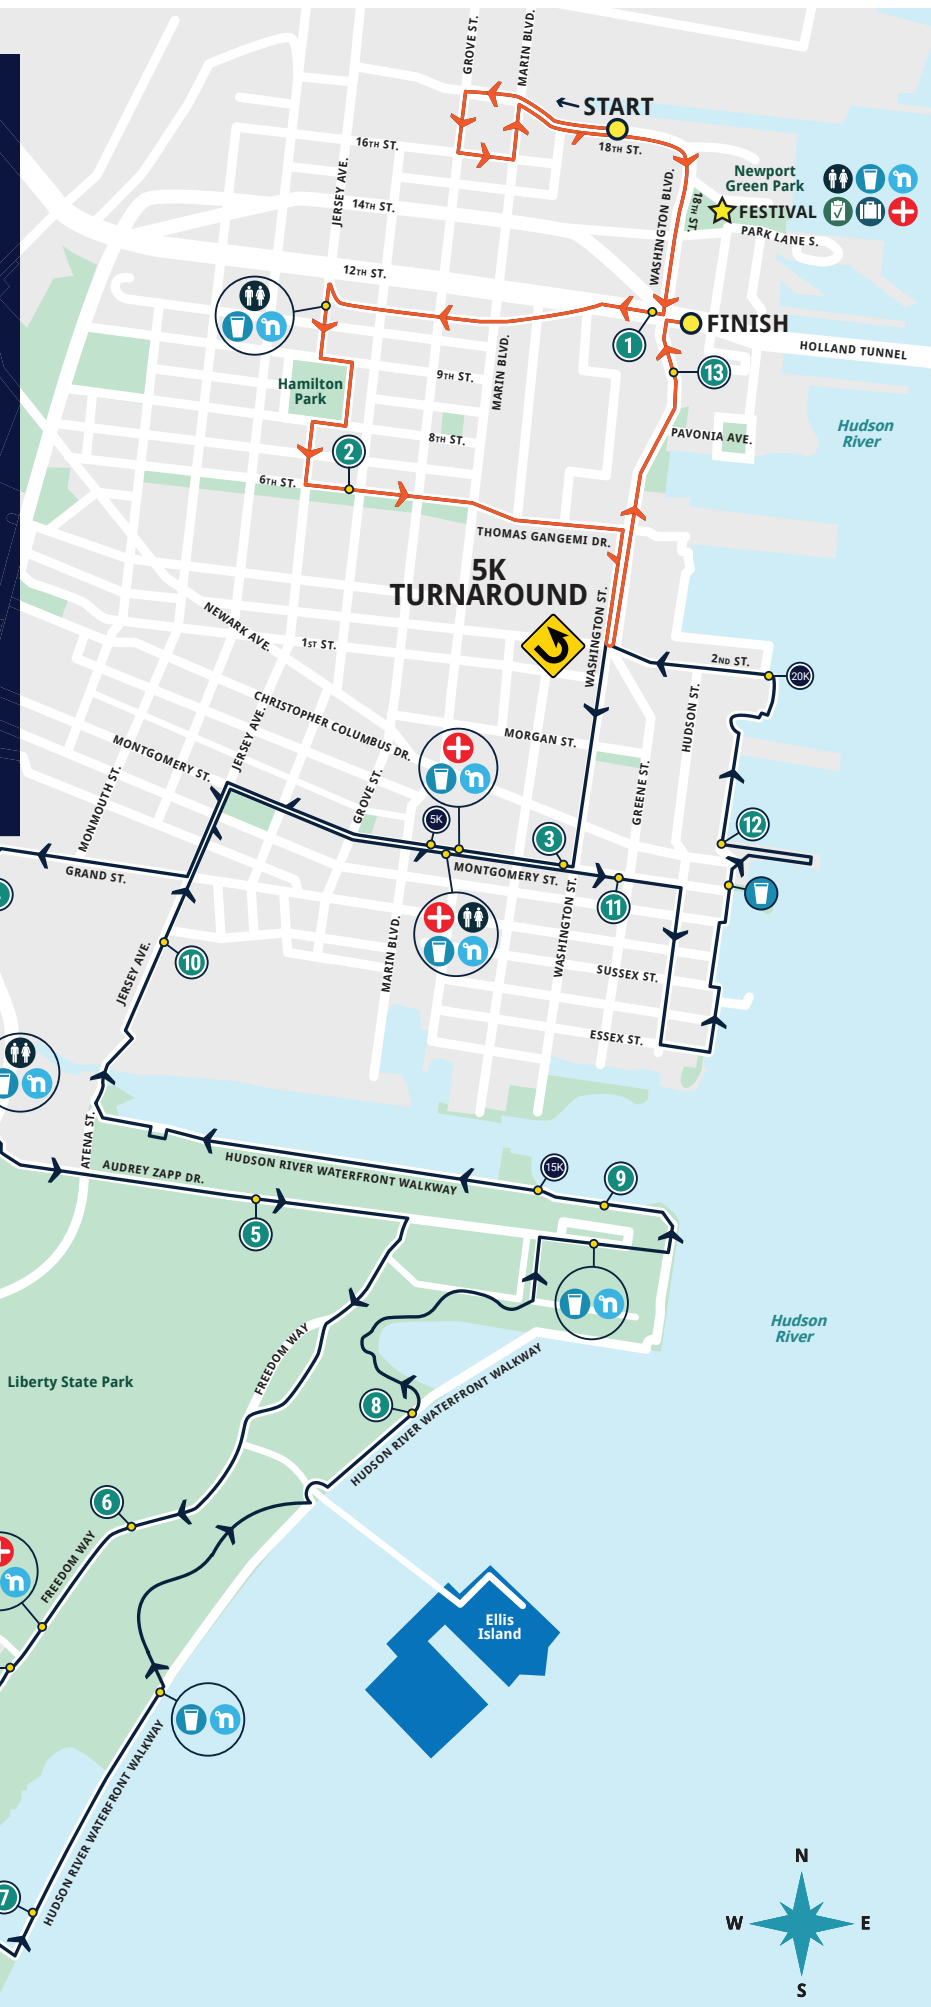 GROVE ST.
MARIN BLVD.
START
18TH ST.
16TH ST.
JERSEY AVE.
14TH ST.
WASHINGTON BLVD.
18TH ST.
Newport
Green Park
FESTIVAL
PARK LANE S.
12TH ST.
1
FINISH
HOLLAND TUNNEL
13
MARIN BLVD.
9TH ST.
Hamilton
Park
8TH ST.
PAVONIA AVE.
Hudson
River
2
6TH ST.
THOMAS GANGEMI DR.
5K
TURNAROUND
WASHINGTON ST.
NEWARK AVE.
1ST ST.
2ND ST.
20K
HUDSON ST.
CHRISTOPHER COLUMBUS DR.
JERSEY AVE.
MONTGOMERY ST.
MORGAN ST.
GREENE ST.
MONMOUTH ST.
GROVE ST.
5K
3
12
GRAND ST.
MONTGOMERY ST.
11
WASHINGTON ST.
MARIN BLVD.
JERSEY AVE.
10
SUSSEX ST.
ESSEX ST.
ATENA ST.
AUDREY ZAPP DR.
HUDSON RIVER WATERFRONT WALKWAY
15K
9
5
FREEDOM WAY
Hudson
River
Liberty State Park
8
HUDSON RIVER WATERFRONT WALKWAY
6
FREEDOM WAY
Ellis
Island
HUDSON RIVER WATERFRONT WALKWAY
7
N
W
E
S